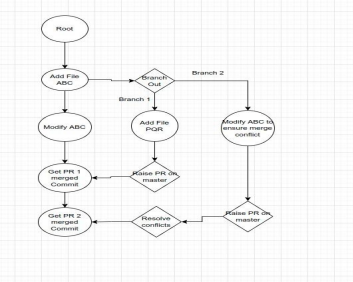 Root
Add File
ABC
Branch
Out
Branch 2
Branch 1
Modify ABC
Add File
PQR
Modify ABC to
ensure merge
conflict
Get PR 1
merged
Commit
Raise PR on
master
Get PR 2
merged
Commit
Resolve
conflicts
Raise PR on
master